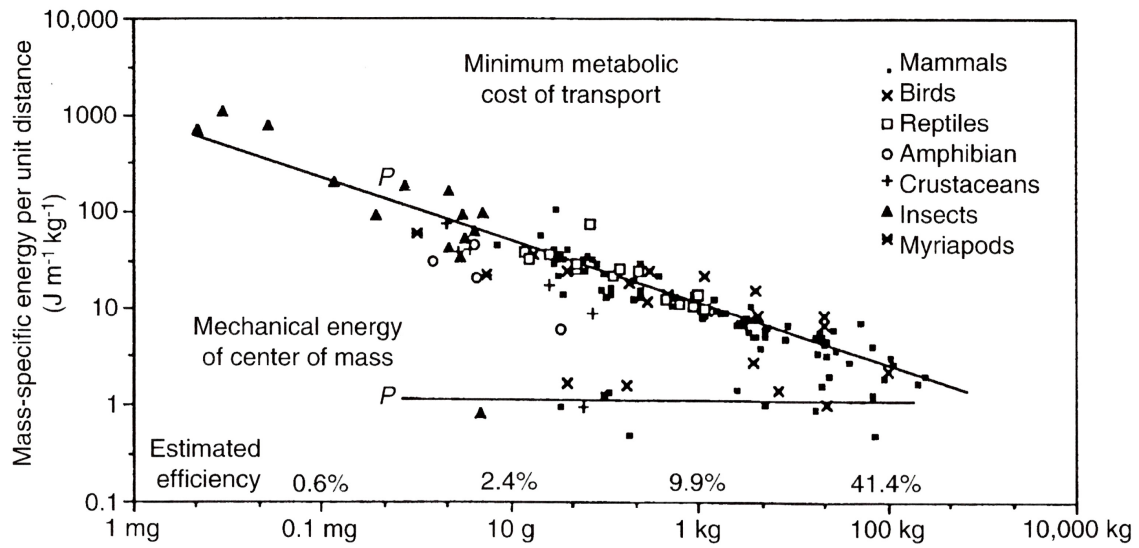 Mass-specific energy per unit distance
(J m⁻¹ kg⁻¹)
10,000
1000
100
10
1
0.1
Minimum metabolic
cost of transport
Mammals
Birds
Reptiles
Amphibian
Crustaceans
Insects
Myriapods
P
Mechanical energy
of center of mass
P
Estimated
efficiency
0.6%
2.4%
9.9%
41.4%
1 mg
0.1 mg
10 g
1 kg
100 kg
10,000 kg